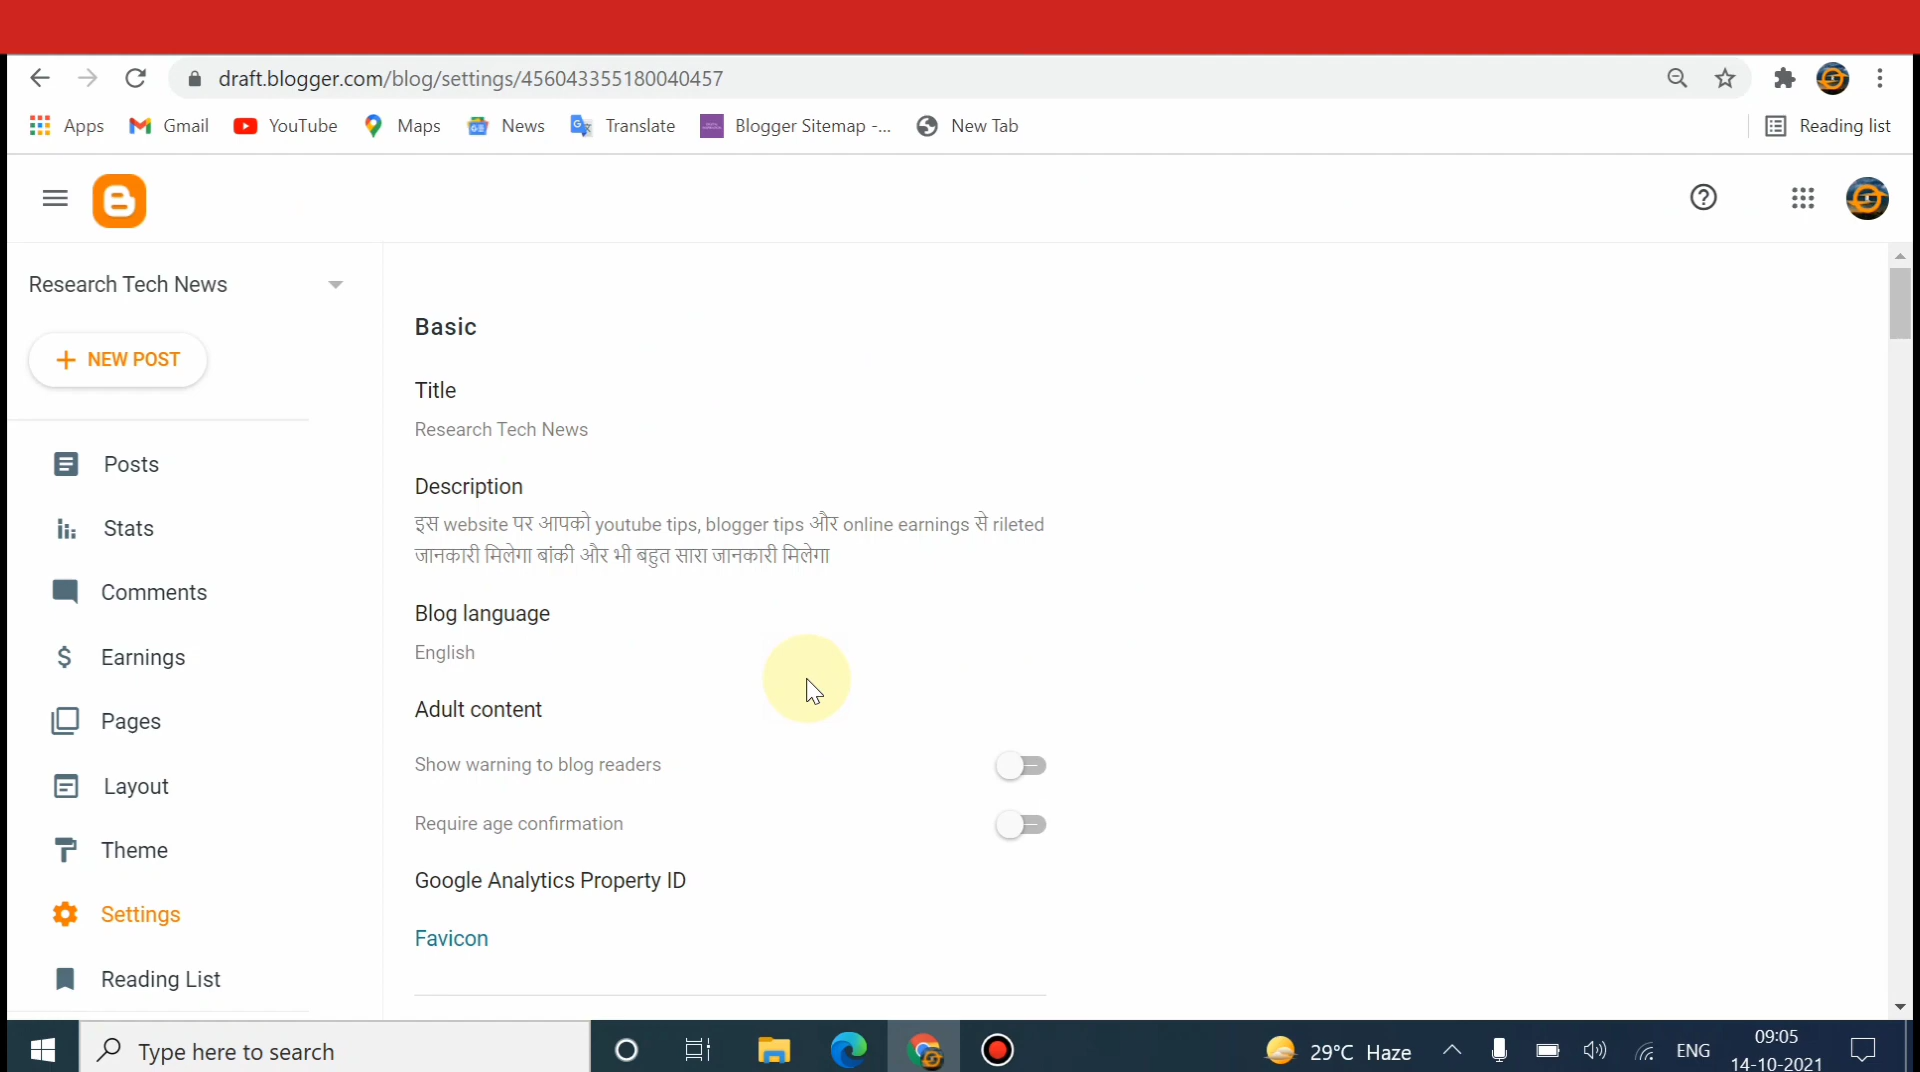 draft.blogger.com/blog/settings/456043355180040457
Apps Gmail YouTube Maps News Translate Blogger Sitemap -... New Tab Reading list
Research Tech News
NEW POST
Posts
Stats
Comments
Earnings
Pages
Layout
Theme
Settings
Reading List
Basic
Title
Research Tech News
Description
इस website पर आपको youtube tips, blogger tips और online earnings से rileted
जानकारी मिलेगा बांकी और भी बहुत सारा जानकारी मिलेगा
Blog language
English
Adult content
Show warning to blog readers
Require age confirmation
Google Analytics Property ID
Favicon
Type here to search
29°C Haze
ENG
09:05
14-10-2021